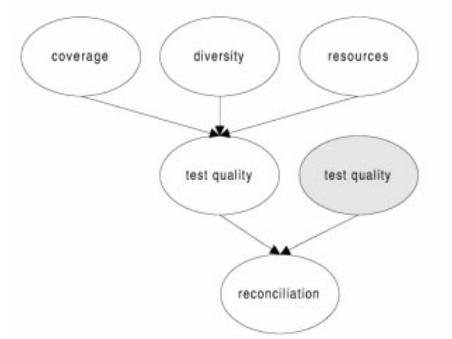 coverage
diversity
resources
test quality
test quality
reconciliation